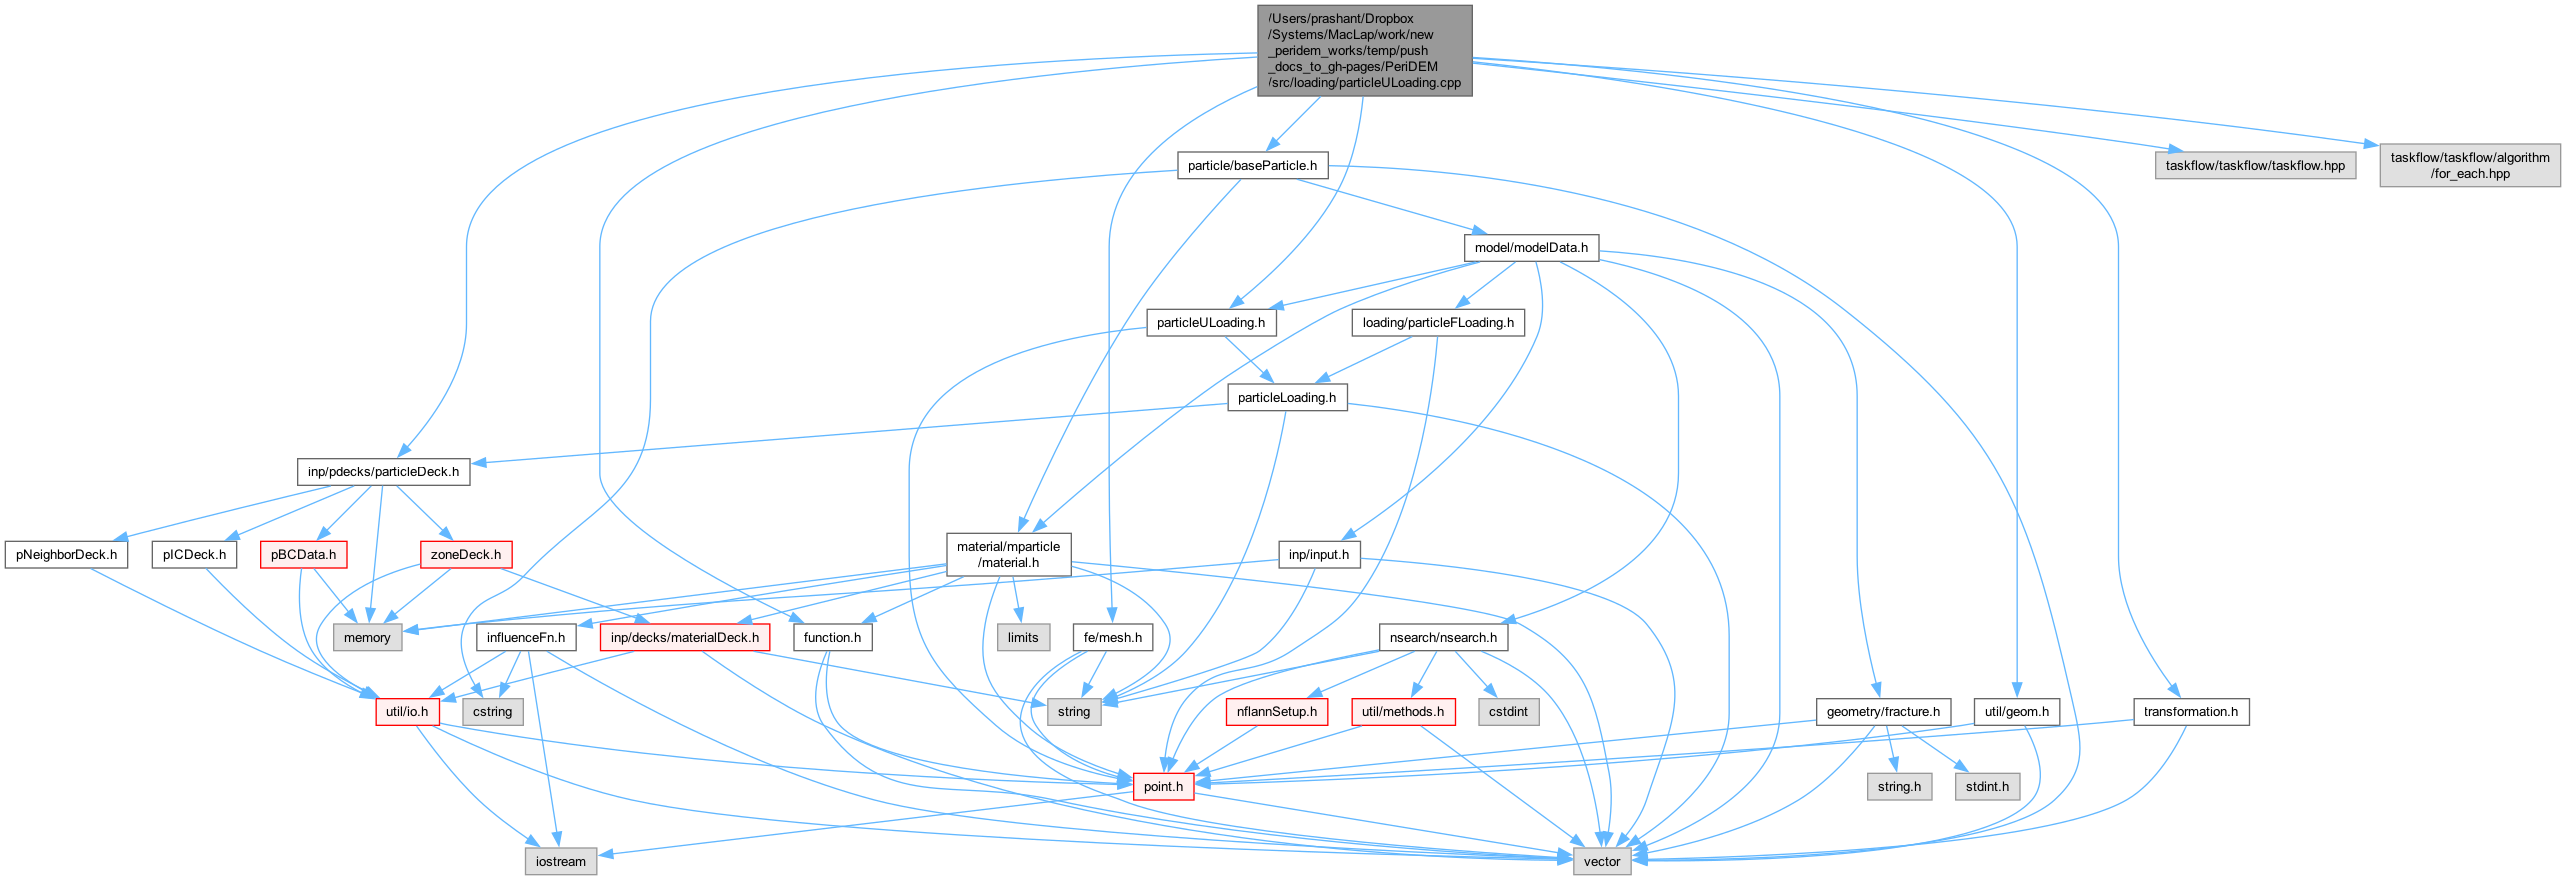 /Users/prashant/Dropbox
/Systems/MacLap/work/new
_peridem_works/temp/push
_docs_to_gh-pages/PeriDEM
/src/loading/particleULoading.cpp
particle/baseParticle.h
taskflow/taskflow/taskflow.hpp
taskflow/taskflow/algorithm
/for_each.hpp
model/modelData.h
particleULoading.h
loading/particleFLoading.h
particleLoading.h
inp/pdecks/particleDeck.h
pNeighborDeck.h
pICDeck.h
pBCData.h
zoneDeck.h
material/mparticle
/material.h
inp/input.h
memory
influenceFn.h
inp/decks/materialDeck.h
function.h
limits
fe/mesh.h
nsearch/nsearch.h
util/io.h
cstring
string
nflannSetup.h
util/methods.h
cstdint
geometry/fracture.h
util/geom.h
transformation.h
point.h
string.h
stdint.h
iostream
vector